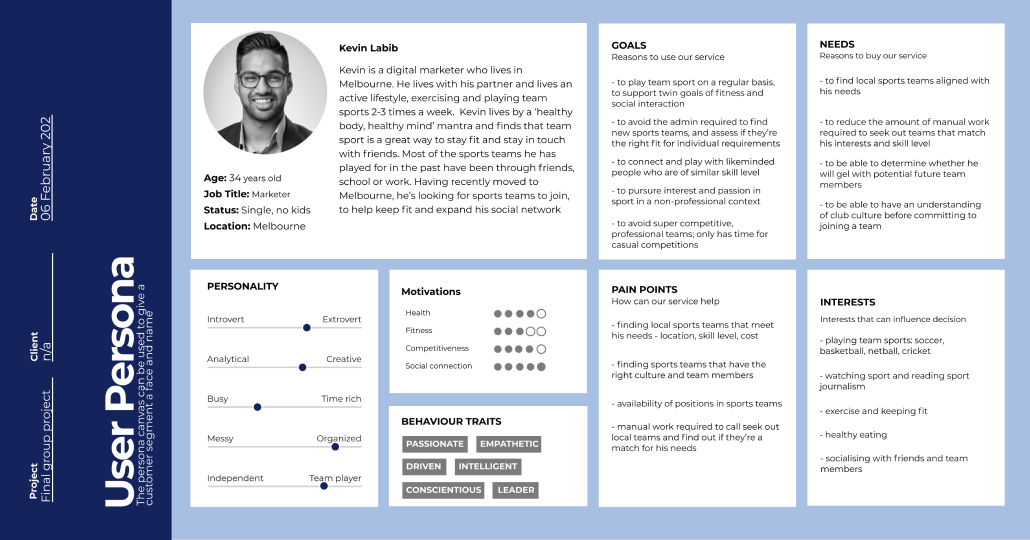 Project
Final group project
Client
n/a
Date
06 February 202
User Persona
The persona canvas can be used to give a
customer segment a face and name
Kevin Labib
Kevin is a digital marketer who lives in
Melbourne. He lives with his partner and lives an
active lifestyle, exercising and playing team
sports 2-3 times a week.  Kevin lives by a ‘healthy
body, healthy mind’ mantra and finds that team
sport is a great way to stay fit and stay in touch
with friends. Most of the sports teams he has
played for in the past have been through friends,
school or work. Having recently moved to
Melbourne, he’s looking for sports teams to join,
to help keep fit and expand his social network
Age: 34 years old
Job Title: Marketer
Status: Single, no kids
Location: Melbourne
GOALS
Reasons to use our service
- to play team sport on a regular basis,
to support twin goals of fitness and
social interaction
- to avoid the admin required to find
new sports teams, and assess if they’re
the right fit for individual requirements
- to connect and play with likeminded
people who are of similar skill level
- to pursure interest and passion in
sport in a non-professional context
- to avoid super competitive,
professional teams; only has time for
casual competitions
NEEDS
Reasons to buy our service
- to find local sports teams aligned with
his needs
- to reduce the amount of manual work
required to seek out teams that match
his interests and skill level
- to be able to determine whether he
will gel with potential future team
members
- to be able to have an understanding
of club culture before committing to
joining a team
PERSONALITY
Introvert Extrovert
Analytical Creative
Busy Time rich
Messy Organized
Independent Team player
Motivations
Health
Fitness
Competitiveness
Social connection
BEHAVIOUR TRAITS
PASSIONATE EMPATHETIC
DRIVEN INTELLIGENT
CONSCIENTIOUS LEADER
PAIN POINTS
How can our service help
- finding local sports teams that meet
his needs - location, skill level, cost
- finding sports teams that have the
right culture and team members
- availability of positions in sports teams
- manual work required to call seek out
local teams and find out if they’re a
match for his needs
INTERESTS
Interests that can influence decision
- playing team sports: soccer,
basketball, netball, cricket
- watching sport and reading sport
journalism
- exercise and keeping fit
- healthy eating
- socialising with friends and team
members